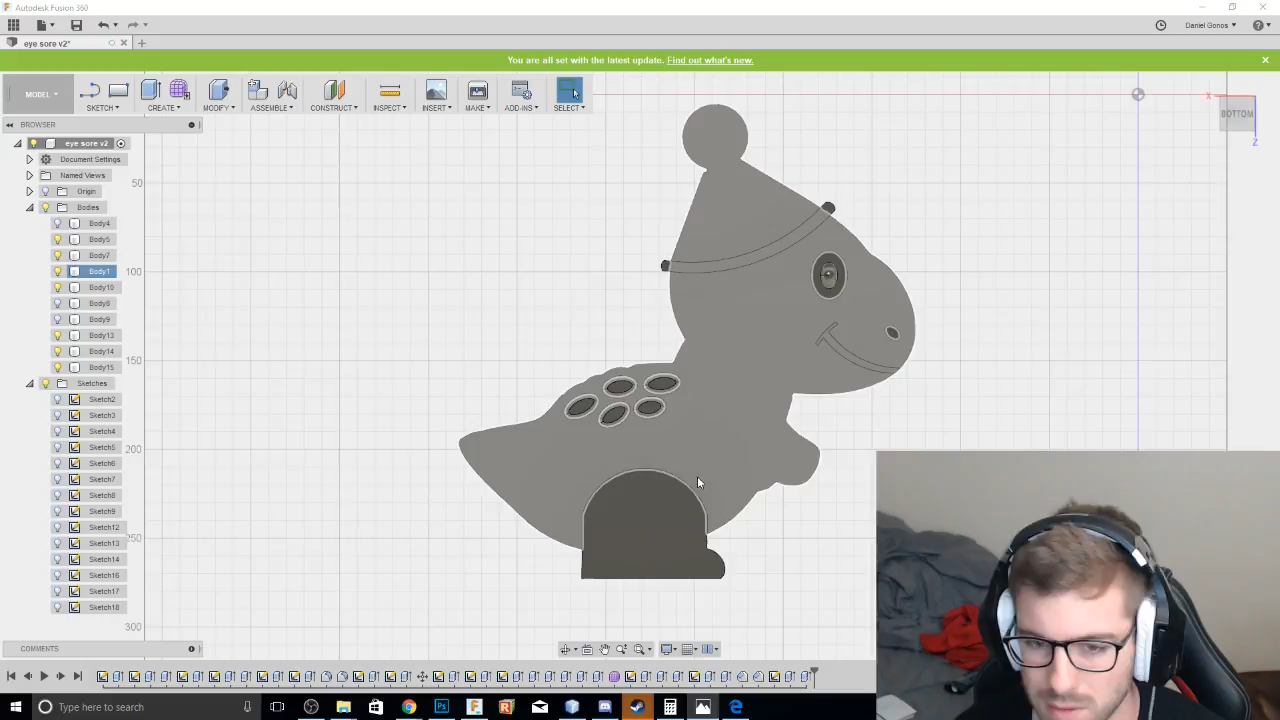 Autodesk Fusion 360
Daniel Gonos
eye sore v2*
You are all set with the latest update. Find out what's new.
MODEL
SKETCH
CREATE
MODIFY
ASSEMBLE
CONSTRUCT
INSPECT
INSERT
MAKE
ADD-INS
SELECT
BROWSER
X
BOTTOM
Z
eye sore v2
Document Settings
Named Views
Origin
Bodies
Body4
Body5
Body7
Body1
Body10
Body8
Body9
Body13
Body14
Body15
Sketches
Sketch2
Sketch3
Sketch4
Sketch5
Sketch6
Sketch7
Sketch8
Sketch9
Sketch12
Sketch13
Sketch14
Sketch16
Sketch17
Sketch18
50
100
150
200
250
300
COMMENTS
Type here to search